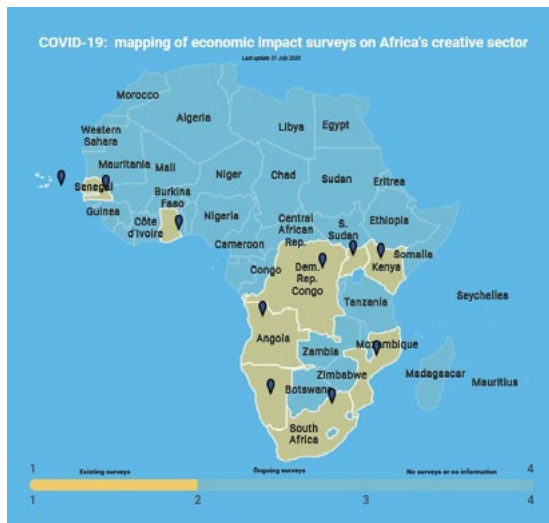 COVID-19: mapping of economic impact surveys on Africa's creative sector
Last update 31 July 2020
Morocco
Algeria
Libya
Egypt
Western
Sahara
Mauritania
Mali
Niger
Chad
Sudan
Eritrea
Senegal
Burkina
Faso
Guinea
Côte
d'Ivoire
Nigeria
Central
African
Rep.
S.
Sudan
Ethiopia
Cameroon
Somalia
Congo
Dem.
Rep.
Congo
Kenya
Seychelles
Tanzania
Angola
Zambia
Mozambique
Zimbabwe
Botswana
Madagascar
Mauritius
South
Africa
1 4
Existing surveys Ongoing surveys No surveys or no information
1 2 3 4